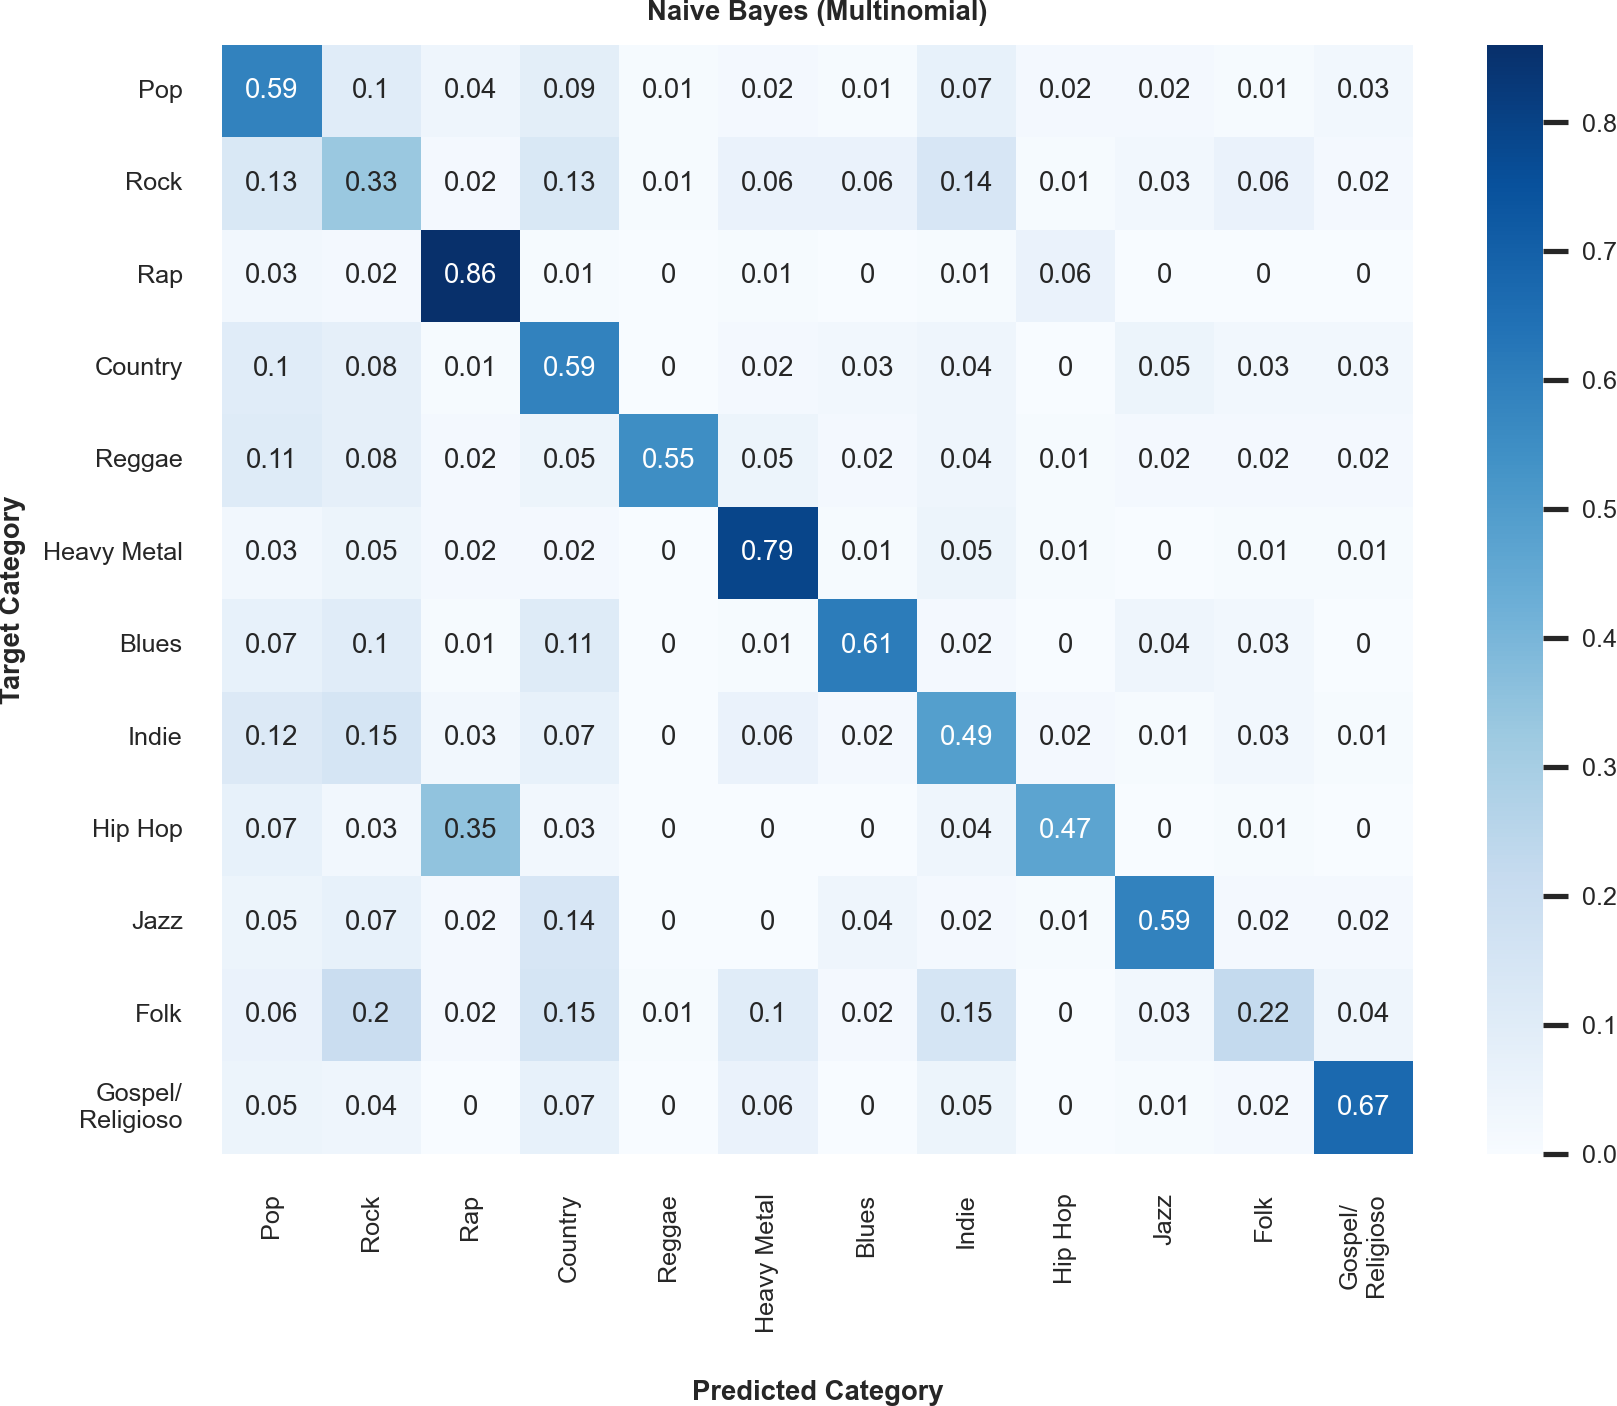 Naive Bayes (Multinomial)
Pop 0.59 0.1 0.04 0.09 0.01 0.02 0.01 0.07 0.02 0.02 0.01 0.03
Rock 0.13 0.33 0.02 0.13 0.01 0.06 0.06 0.14 0.01 0.03 0.06 0.02
Rap 0.03 0.02 0.86 0.01 0 0.01 0 0.01 0.06 0 0 0
Country 0.1 0.08 0.01 0.59 0 0.02 0.03 0.04 0 0.05 0.03 0.03
Reggae 0.11 0.08 0.02 0.05 0.55 0.05 0.02 0.04 0.01 0.02 0.02 0.02
Heavy Metal 0.03 0.05 0.02 0.02 0 0.79 0.01 0.05 0.01 0 0.01 0.01
Blues 0.07 0.1 0.01 0.11 0 0.01 0.61 0.02 0 0.04 0.03 0
Indie 0.12 0.15 0.03 0.07 0 0.06 0.02 0.49 0.02 0.01 0.03 0.01
Hip Hop 0.07 0.03 0.35 0.03 0 0 0 0.04 0.47 0 0.01 0
Jazz 0.05 0.07 0.02 0.14 0 0 0.04 0.02 0.01 0.59 0.02 0.02
Folk 0.06 0.2 0.02 0.15 0.01 0.1 0.02 0.15 0 0.03 0.22 0.04
Gospel/
Religioso 0.05 0.04 0 0.07 0 0.06 0 0.05 0 0.01 0.02 0.67
Target Category
Pop
Rock
Rap
Country
Reggae
Heavy Metal
Blues
Indie
Hip Hop
Jazz
Folk
Gospel/
Religioso
Predicted Category
0.8
0.7
0.6
0.5
0.4
0.3
0.2
0.1
0.0